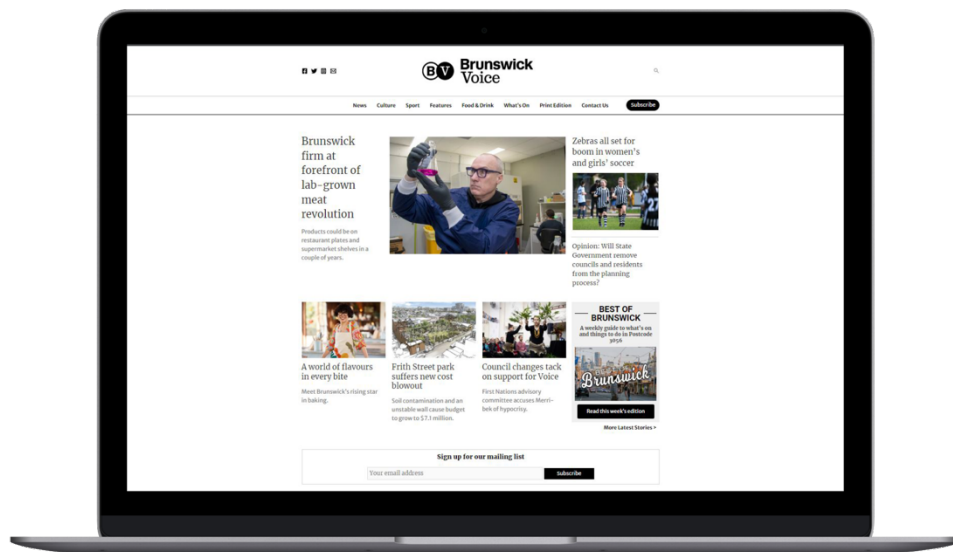 BV Brunswick
Voice
News Culture Sport Features Food & Drink What's On Print Edition Contact Us Subscribe
Brunswick
firm at
forefront of
lab-grown
meat
revolution
Products could be on
restaurant plates and
supermarket shelves in a
couple of years.
Zebras all set for
boom in women's
and girls' soccer
27
Opinion: Will State
Government remove
councils and residents
from the planning
process?
A world of flavours
in every bite
Meet Brunswick's rising star
in baking.
Frith Street park
suffers new cost
blowout
Soil contamination and an
unstable wall cause budget
to grow to $7.1 million.
Council changes tack
on support for Voice
First Nations advisory
committee accuses Merri-
bek of hypocrisy.
BEST OF
BRUNSWICK
A weekly guide to what's on
and things to do in Postcode
3056
Brunswick
Read this week's edition
More Latest Stories >
Sign up for our mailing list
Your email address Subscribe